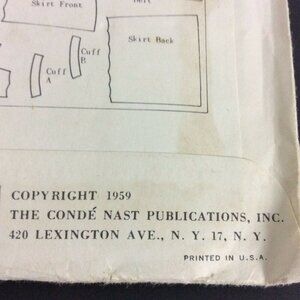 Skirt Front
Belt
Cuff
B
Skirt Back
Cuff
A
COPYRIGHT 1959
THE CONDÉ NAST PUBLICATIONS, INC.
420 LEXINGTON AVE., N. Y. 17, N. Y.
PRINTED IN U.S.A.